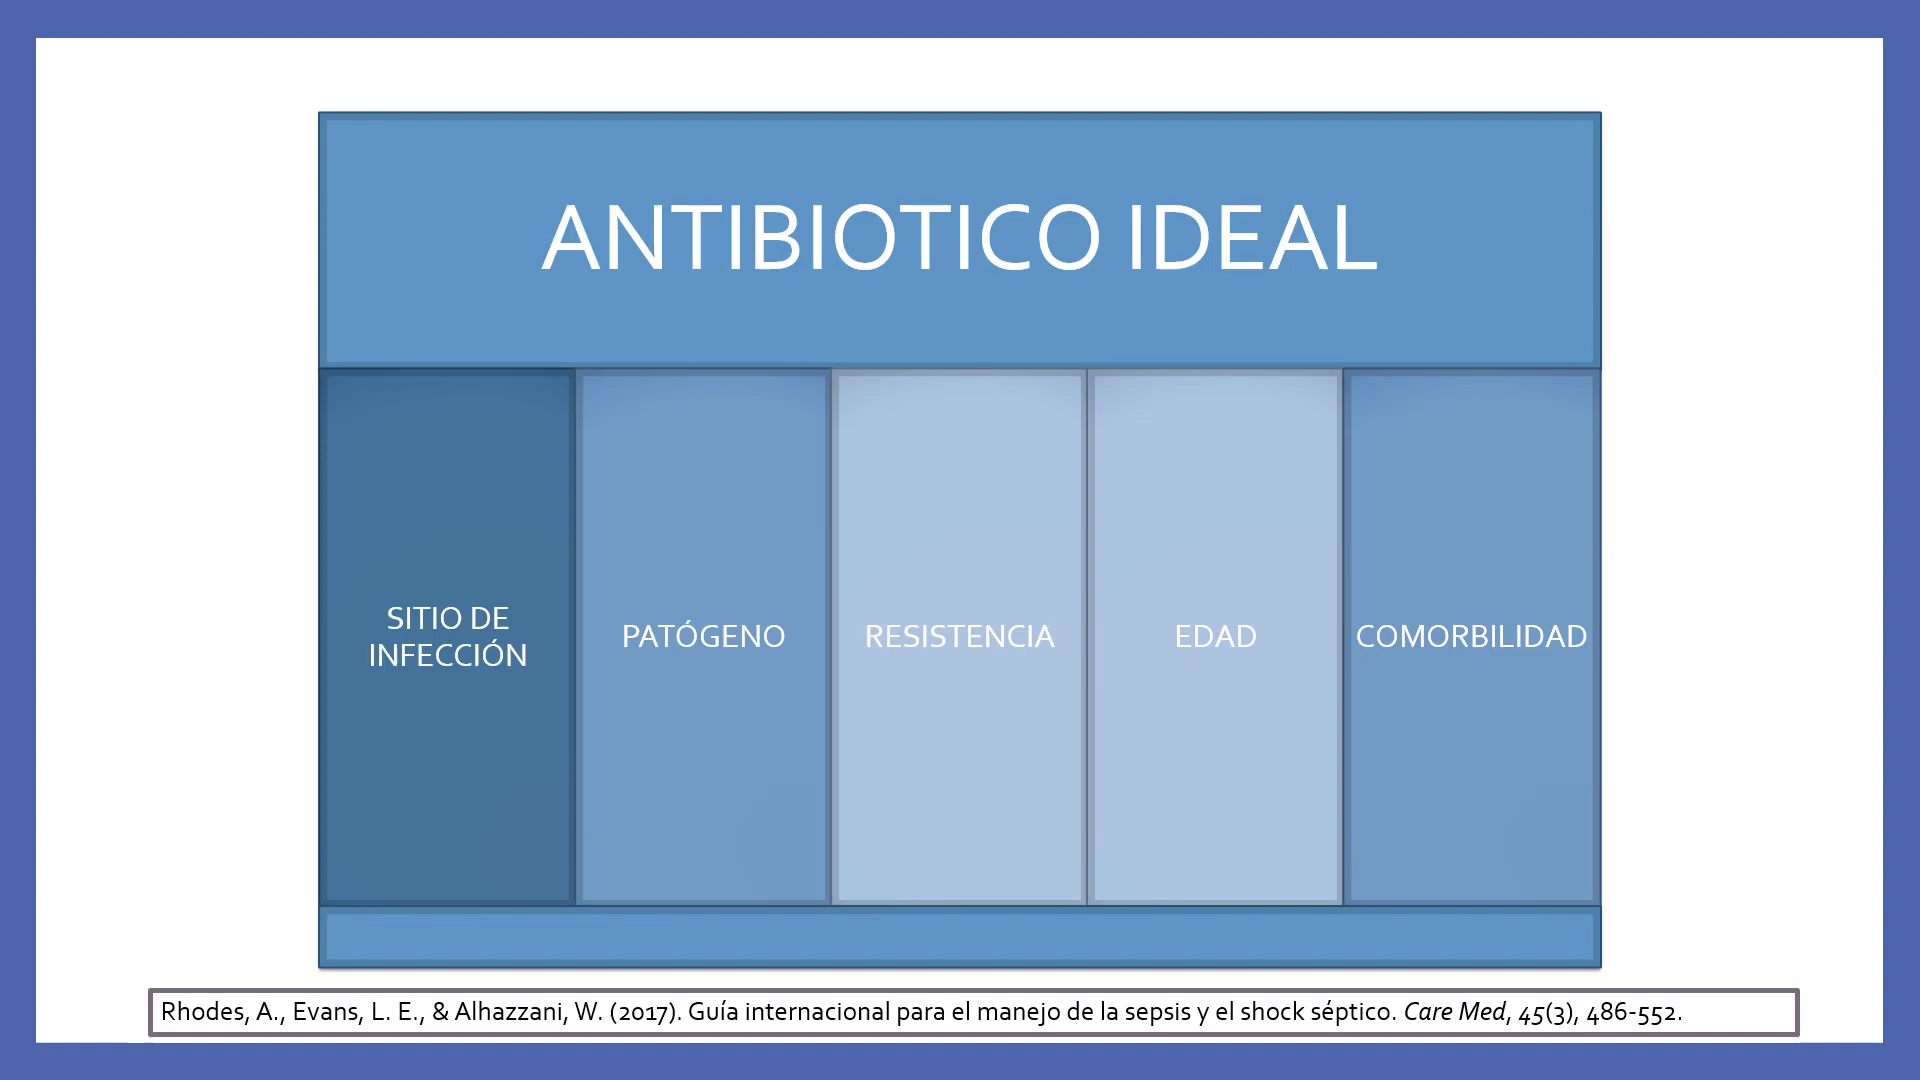 ANTIBIOTICO IDEAL
SITIO DE
INFECCIÓN
PATÓGENO
RESISTENCIA
EDAD
COMORBILIDAD
Rhodes, A., Evans, L. E., & Alhazzani, W. (2017). Guía internacional para el manejo de la sepsis y el shock séptico. Care Med, 45(3), 486-552.